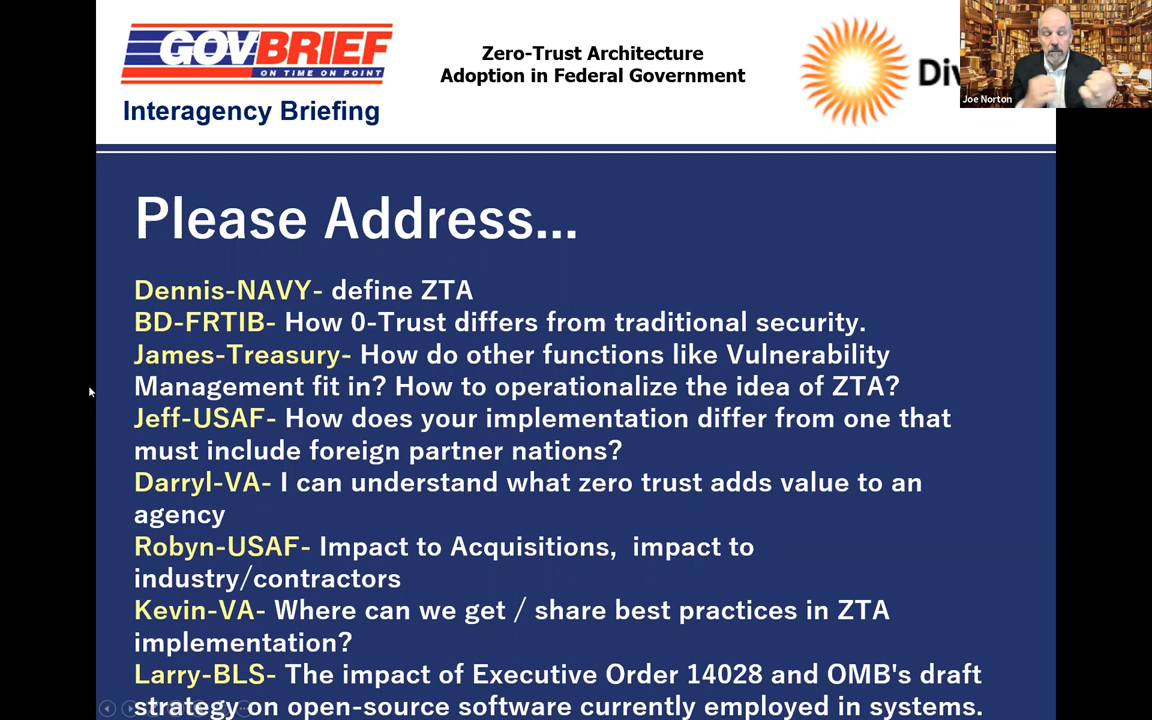 GOVBRIEF
ON TIME ON POINT
Interagency Briefing
Zero-Trust Architecture
Adoption in Federal Government
Joe Norton
Please Address...
Dennis-NAVY- define ZTA
BD-FRTIB- How 0-Trust differs from traditional security.
James-Treasury- How do other functions like Vulnerability
Management fit in? How to operationalize the idea of ZTA?
Jeff-USAF- How does your implementation differ from one that
must include foreign partner nations?
Darryl-VA- I can understand what zero trust adds value to an
agency
Robyn-USAF- Impact to Acquisitions, impact to
industry/contractors
Kevin-VA- Where can we get / share best practices in ZTA
implementation?
Larry-BLS- The impact of Executive Order 14028 and OMB's draft
strategy on open-source software currently employed in systems.